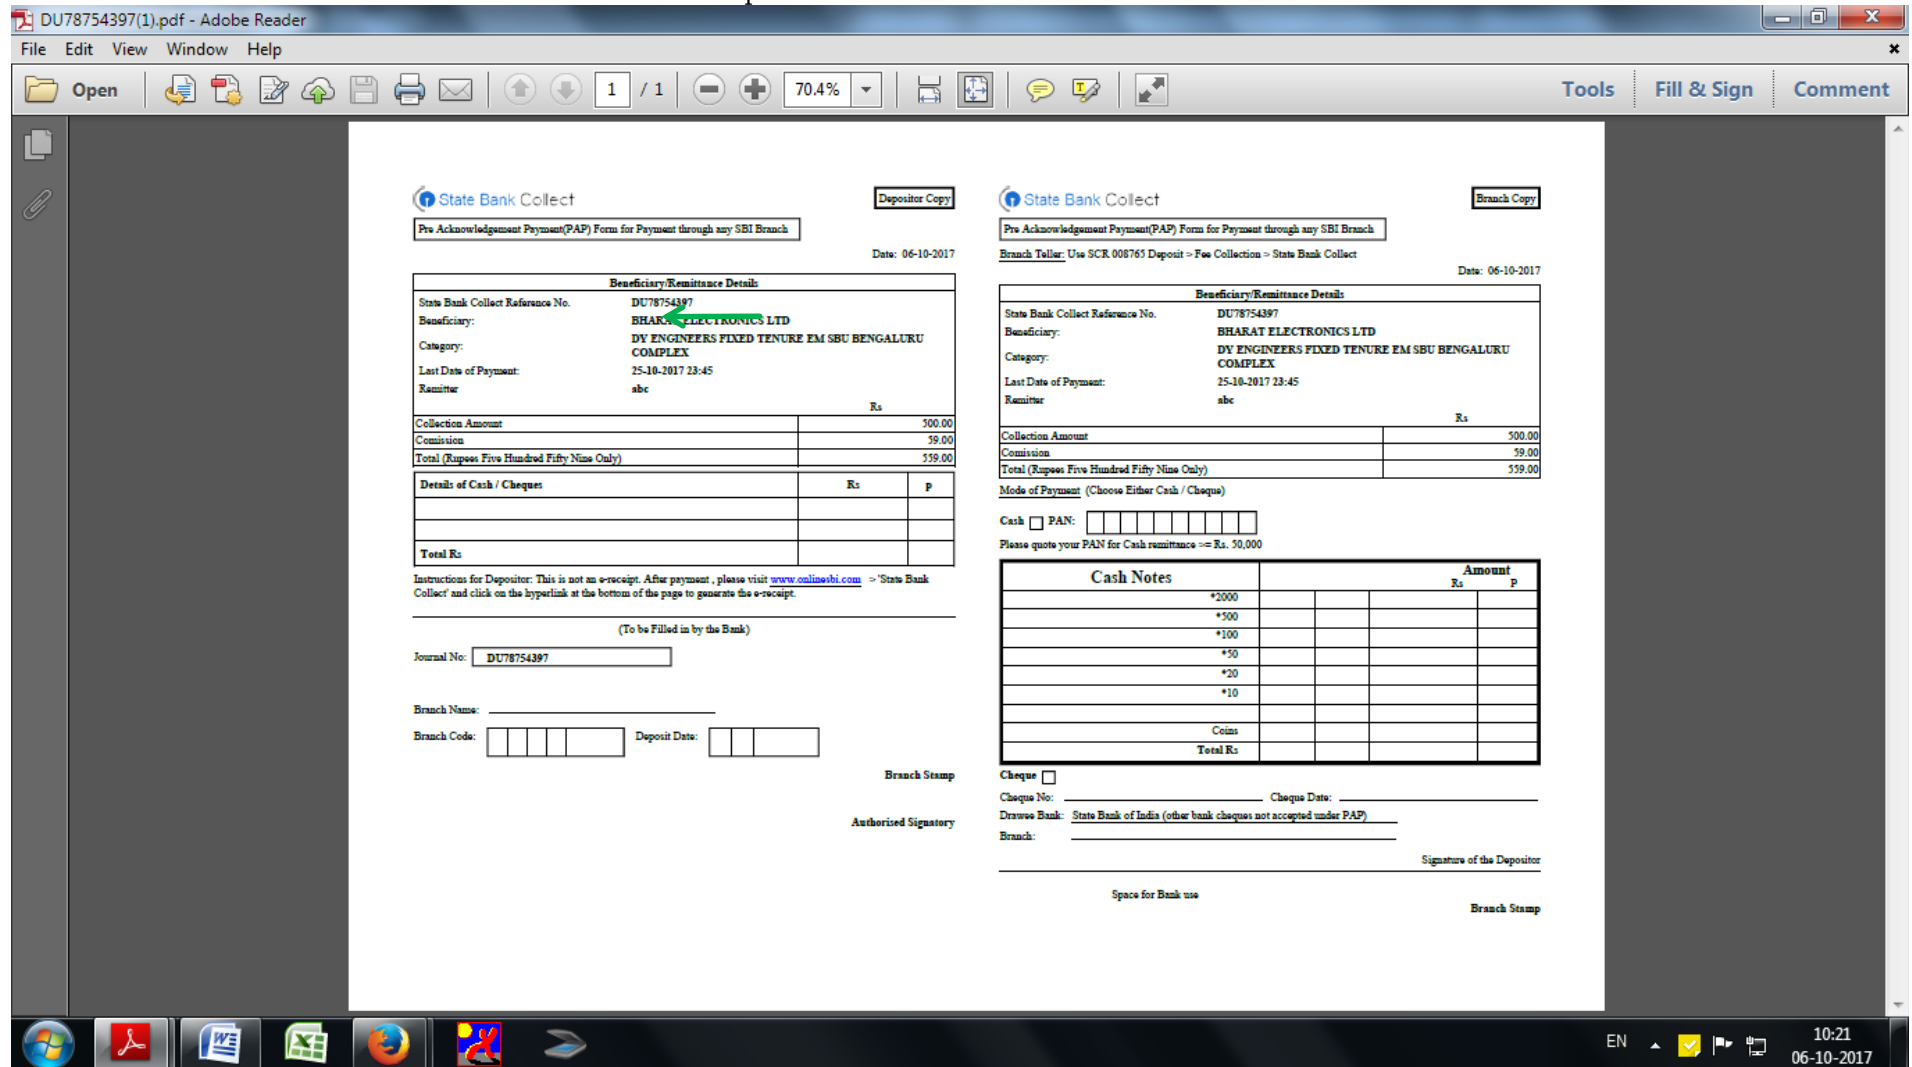 DU78754397(1).pdf - Adobe Reader
File Edit View Window Help
Open 1 / 1 70.4% Tools Fill & Sign Comment
State Bank Collect
Depositor Copy
Pre Acknowledgement Payment(PAP) Form for Payment through any SBI Branch
Date: 06-10-2017
Beneficiary/Remittance Details
State Bank Collect Reference No. DU78754397
Beneficiary: BHARAT ELECTRONICS LTD
Category: DY ENGINEERS FIXED TENURE EM SBU BENGALURU
COMPLEX
Last Date of Payment: 25-10-2017 23:45
Remitter abc
Rs
Collection Amount 500.00
Comission 59.00
Total (Rupees Five Hundred Fifty Nine Only) 559.00
Details of Cash / Cheques Rs P
Total Rs
Instructions for Depositor: This is not an e-receipt. After payment , please visit www.onlinesbi.com > 'State Bank
Collect' and click on the hyperlink at the bottom of the page to generate the e-receipt.
(To be Filled in by the Bank)
Journal No: DU78754397
Branch Name:
Branch Code: Deposit Date:
Branch Stamp
Authorised Signatory
State Bank Collect
Branch Copy
Pre Acknowledgement Payment(PAP) Form for Payment through any SBI Branch
Branch Teller: Use SCR 008765 Deposit > Fee Collection > State Bank Collect
Date: 06-10-2017
Beneficiary/Remittance Details
State Bank Collect Reference No. DU78754397
Beneficiary: BHARAT ELECTRONICS LTD
Category: DY ENGINEERS FIXED TENURE EM SBU BENGALURU
COMPLEX
Last Date of Payment: 25-10-2017 23:45
Remitter abc
Rs
Collection Amount 500.00
Comission 59.00
Total (Rupees Five Hundred Fifty Nine Only) 559.00
Mode of Payment (Choose Either Cash / Cheque)
Cash PAN:
Please quote your PAN for Cash remittance >= Rs. 50,000
Cash Notes Amount
Rs P
*2000
*500
*100
*50
*20
*10
Coins
Total Rs
Cheque
Cheque No: Cheque Date:
Drawee Bank: State Bank of India (other bank cheques not accepted under PAP)
Branch:
Signature of the Depositor
Space for Bank use
Branch Stamp
EN 10:21
06-10-2017